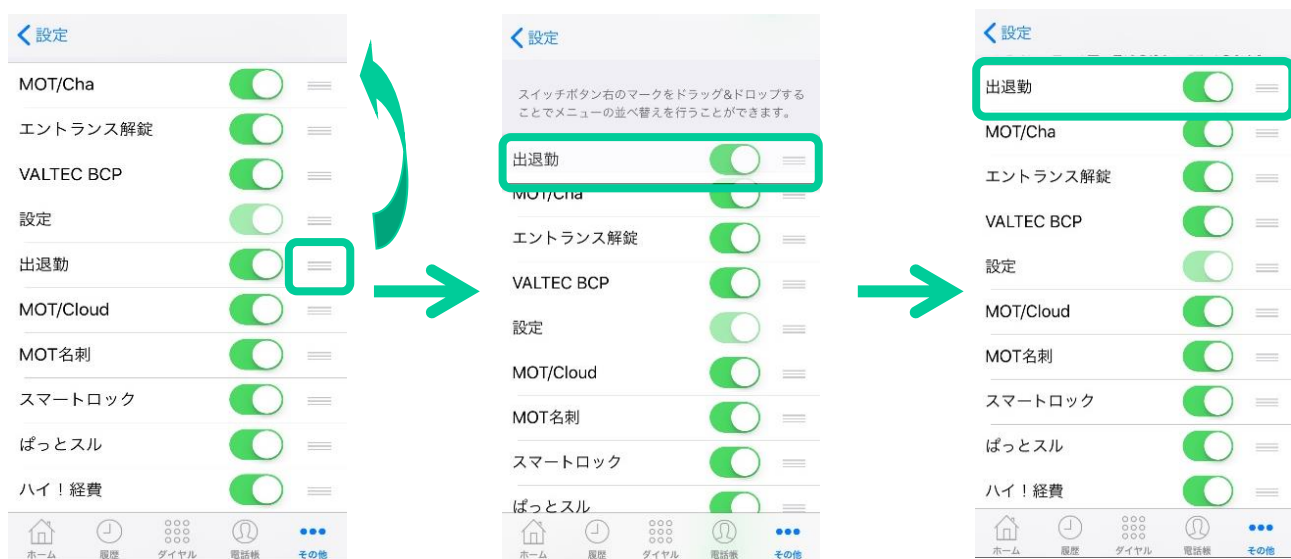 設定
MOT/Cha
エントランス解錠
VALTEC BCP
設定
出退勤
MOT/Cloud
MOT名刺
スマートロック
ぱっとスル
ハイ！経費
ホーム 履歴 ダイヤル 電話帳 その他
設定
スイッチボタン右のマークをドラッグ&ドロップする
ことでメニューの並べ替えを行うことができます。
出退勤
MOT/Cha
エントランス解錠
VALTEC BCP
設定
MOT/Cloud
MOT名刺
スマートロック
ぱっとスル
ホーム 履歴 ダイヤル 電話帳 その他
設定
出退勤
MOT/Cha
エントランス解錠
VALTEC BCP
設定
MOT/Cloud
MOT名刺
スマートロック
ぱっとスル
ハイ！経費
ホーム 履歴 ダイヤル 電話帳 その他